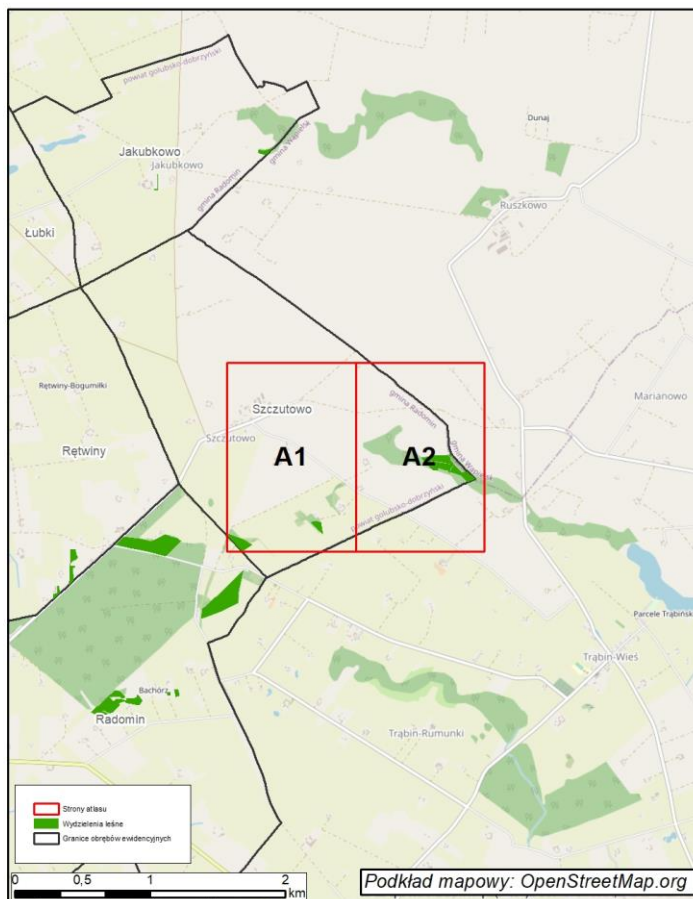 powiat golubsko-dobrzyński
Dunaj
Jakubkowo
Jakubkowo
gmina Radomin
gmina Wąpielsk
Ruszkowo
Łubki
Rętwiny-Bogumiłki
Marianowo
Szczutowo
Szczutowo
gmina Radomin
gmina Wąpielsk
Rętwiny
A1
A2
powiat golubsko-dobrzyński
Parcele Trąbińskie
Trąbin-Wieś
Bachórz
Radomin
Trąbin-Rumunki
Strony atlasu
Wydzielenia leśne
Granice obrębów ewidencyjnych
0 0,5 1 2
km
Podkład mapowy: OpenStreetMap.org